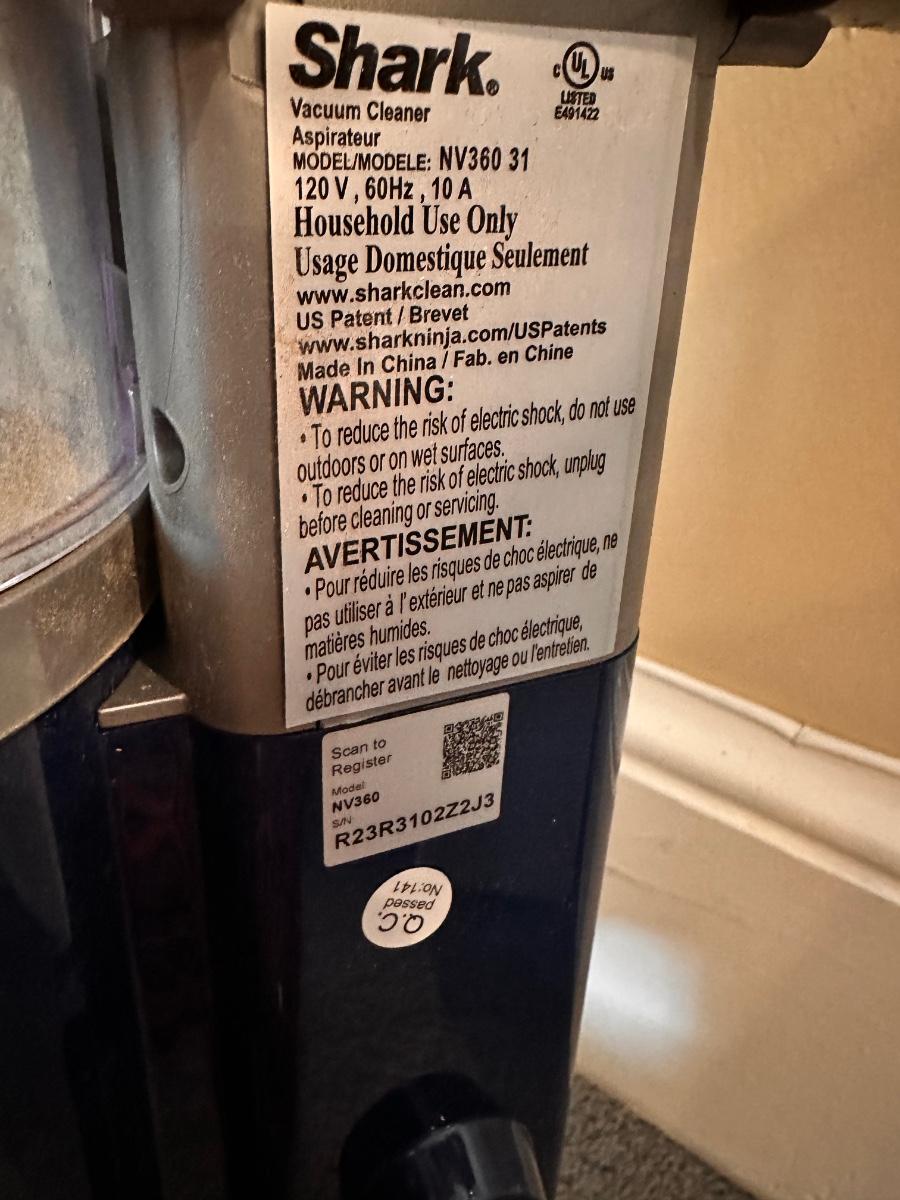 Shark®
Vacuum Cleaner
Aspirateur
MODEL/MODELE: NV360 31
120 V , 60Hz , 10 A
Household Use Only
Usage Domestique Seulement
www.sharkclean.com
US Patent / Brevet
www.sharkninja.com/USPatents
Made In China / Fab. en Chine
C UL US
LISTED
E491422
WARNING:
• To reduce the risk of electric shock, do not use
outdoors or on wet surfaces.
• To reduce the risk of electric shock, unplug
before cleaning or servicing.
AVERTISSEMENT:
• Pour réduire les risques de choc électrique, ne
pas utiliser à l'extérieur et ne pas aspirer de
matières humides.
• Pour éviter les risques de choc électrique,
débrancher avant le nettoyage ou l'entretien.
Scan to
Register
Model:
NV360
S/N:
R23R3102Z2J3
Q.C.
passed
No:141